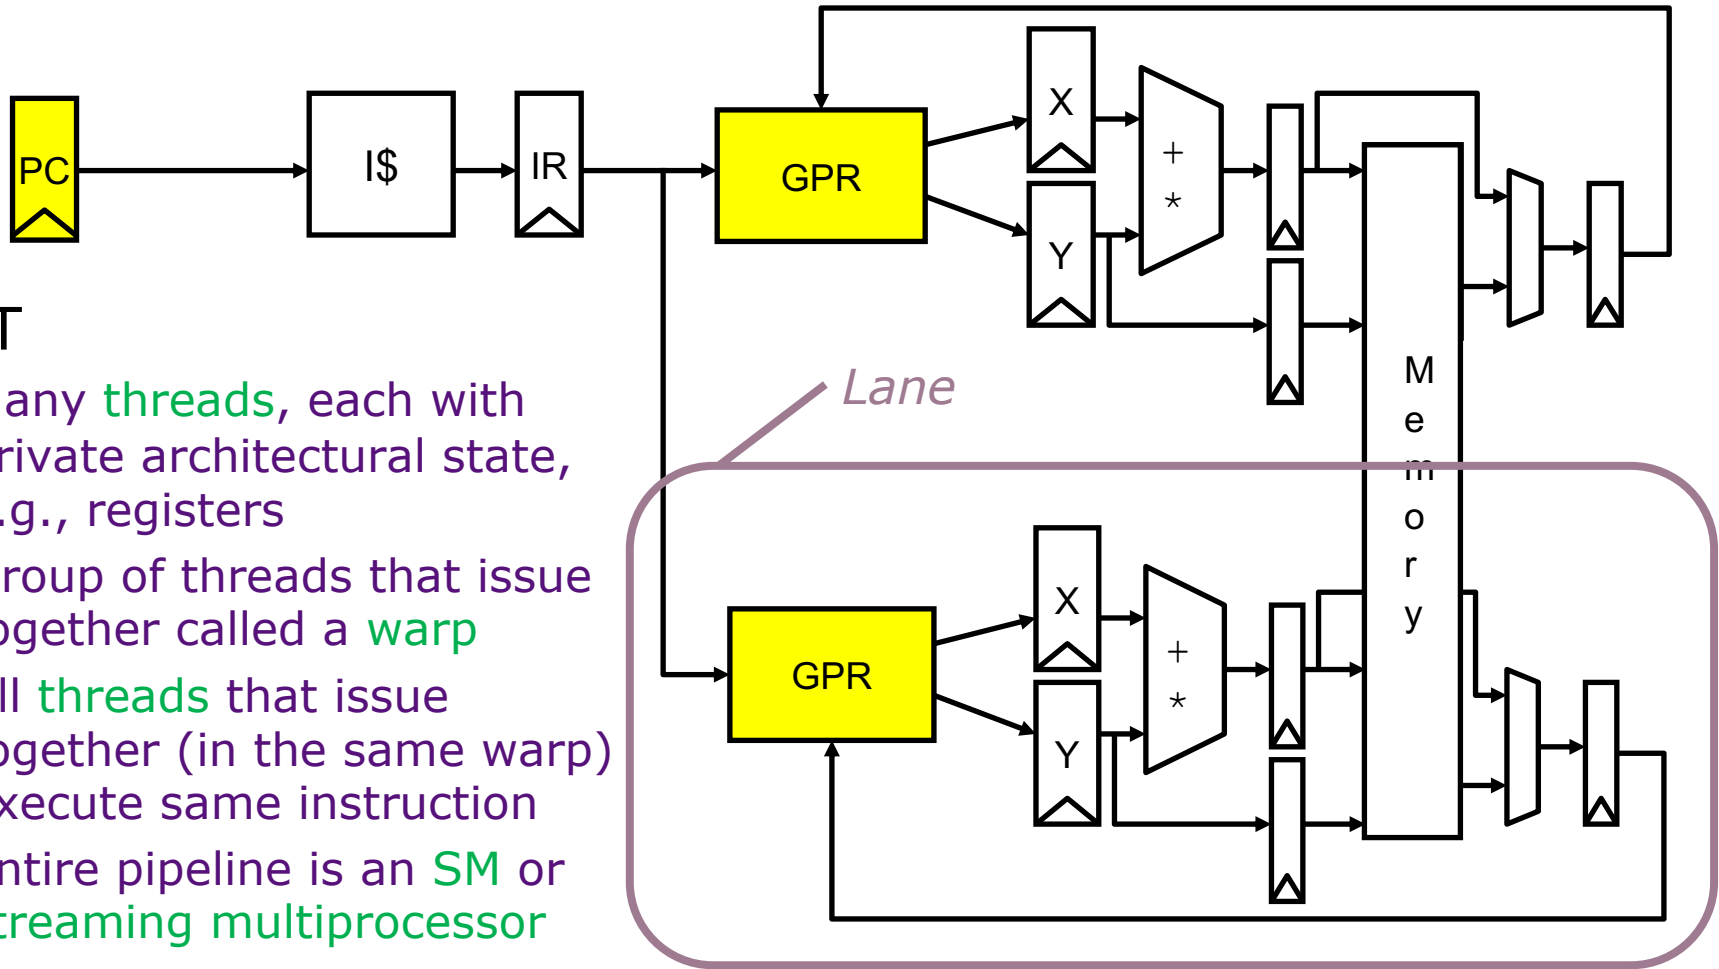 PC
I$
IR
GPR
X
Y
+
*
Memory
T
any threads, each with
rivate architectural state,
.g., registers
roup of threads that issue
ogether called a warp
ll threads that issue
ogether (in the same warp)
xecute same instruction
ntire pipeline is an SM or
treaming multiprocessor
Lane
GPR
X
Y
+
*